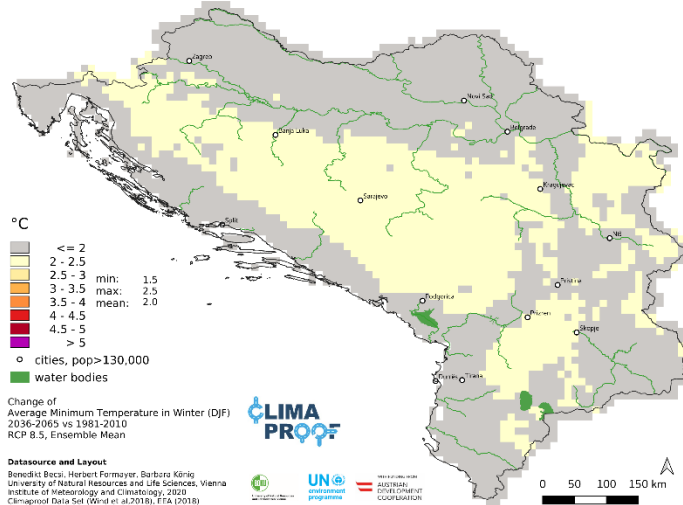 Zagreb
Novi Sad
Belgrade
Banja Luka
Kragujevac
Sarajevo
Split
Niš
Pristina
Podgorica
Prizren
Skopje
Durrës
Tirana
°C
<= 2
2 - 2.5
2.5 - 3
3 - 3.5
3.5 - 4
4 - 4.5
4.5 - 5
> 5
min: 1.5
max: 2.5
mean: 2.0
cities, pop>130,000
water bodies
Change of
Average Minimum Temperature in Winter (DJF)
2036-2065 vs 1981-2010
RCP 8.5, Ensemble Mean
CLIMA
PROOF
Datasource and Layout
Benedikt Becsi, Herbert Formayer, Barbara König
University of Natural Resources and Life Sciences, Vienna
Institute of Meteorology and Climatology, 2020
Climaproof Data Set (Wind et al,2018), EEA (2018)
UN
environment
programme
AUSTRIAN
DEVELOPMENT
COOPERATION
0 50 100 150 km